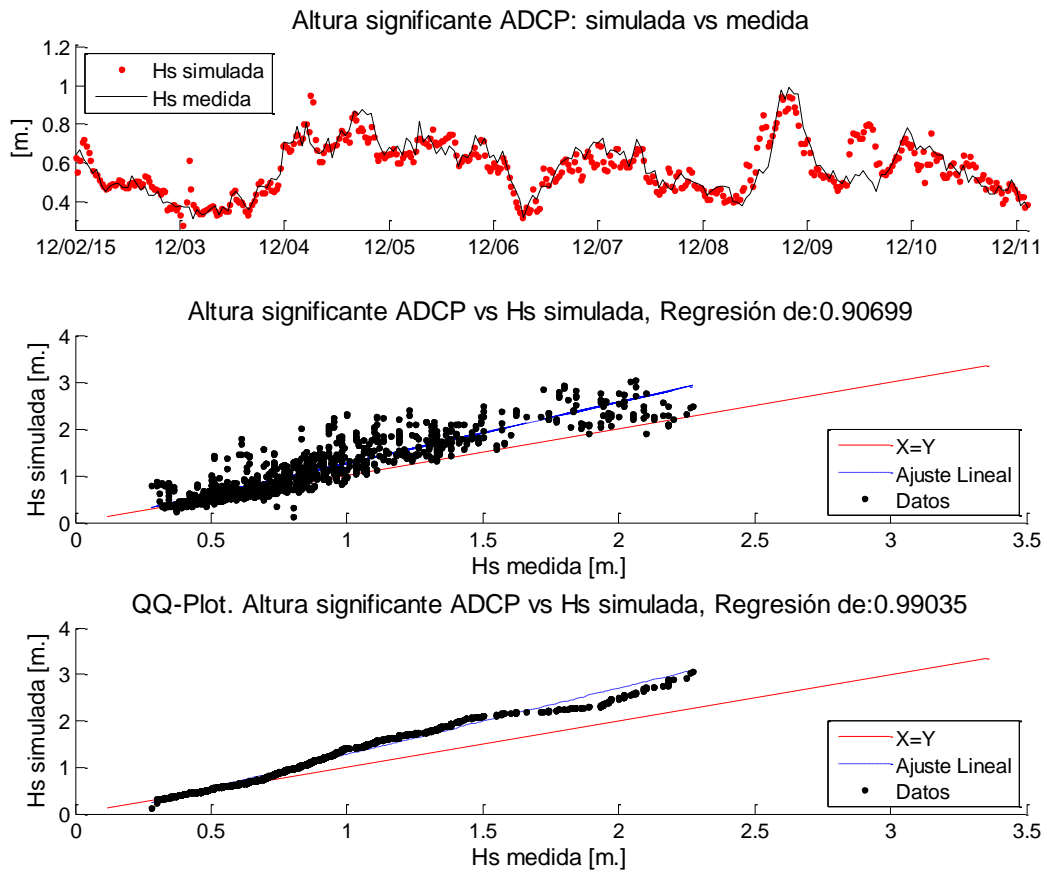 Altura significante ADCP: simulada vs medida
[m.]
1.2
1
0.8
0.6
0.4
Hs simulada
Hs medida
12/02/15 12/03 12/04 12/05 12/06 12/07 12/08 12/09 12/10 12/11
Altura significante ADCP vs Hs simulada, Regresión de:0.90699
Hs simulada [m.]
4
3
2
1
0
X=Y
Ajuste Lineal
Datos
0 0.5 1 1.5 2 2.5 3 3.5
Hs medida [m.]
QQ-Plot. Altura significante ADCP vs Hs simulada, Regresión de:0.99035
Hs simulada [m.]
4
3
2
1
0
X=Y
Ajuste Lineal
Datos
0 0.5 1 1.5 2 2.5 3 3.5
Hs medida [m.]